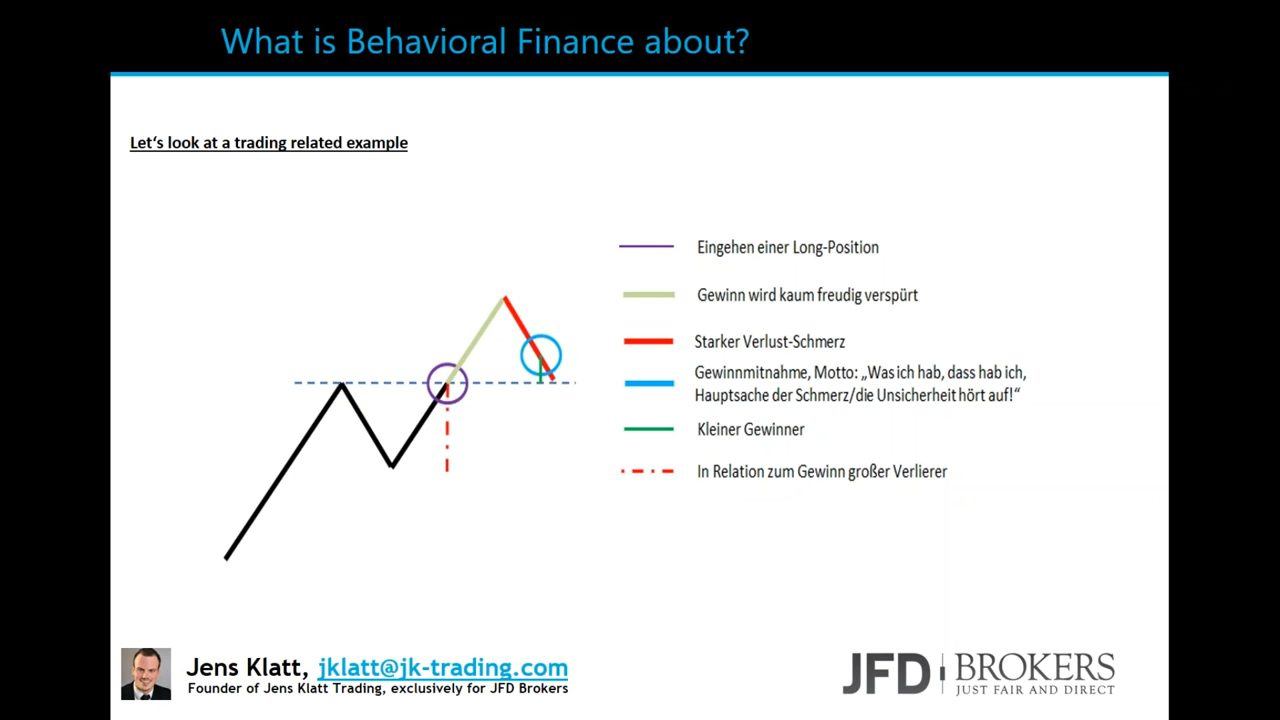 What is Behavioral Finance about?
Let‘s look at a trading related example
Eingehen einer Long-Position
Gewinn wird kaum freudig verspürt
Starker Verlust-Schmerz
Gewinnmitnahme, Motto: „Was ich hab, dass hab ich,
Hauptsache der Schmerz/die Unsicherheit hört auf!“
Kleiner Gewinner
In Relation zum Gewinn großer Verlierer
Jens Klatt, jklatt@jk-trading.com
Founder of Jens Klatt Trading, exclusively for JFD Brokers
JFD BROKERS
JUST FAIR AND DIRECT